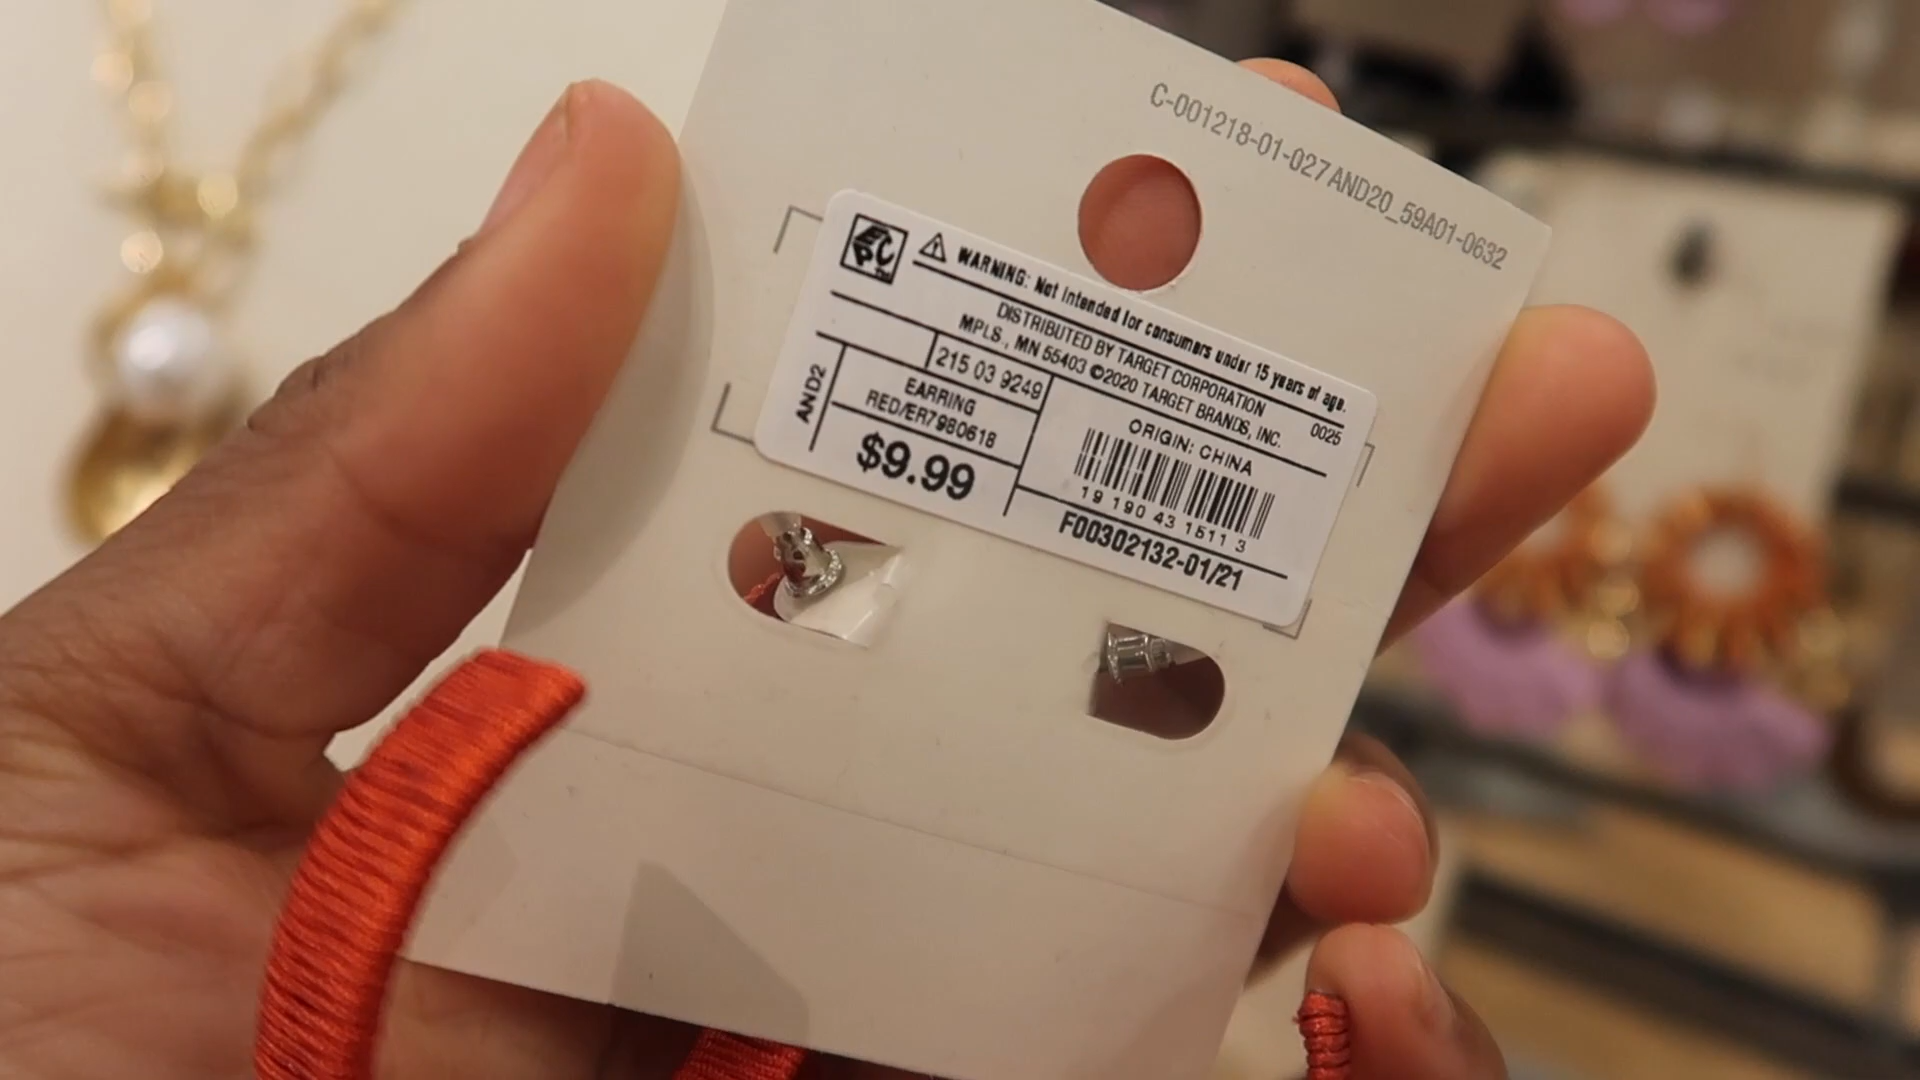 C-001218-01-027AND20_59A01-0632
EPC
WARNING: Not intended for consumers under 15 years of age.
DISTRIBUTED BY TARGET CORPORATION
MPLS., MN 55403 ©2020 TARGET BRANDS, INC.
0025
215 03 9249
AND2
EARRING
RED/ER7980618
$9.99
ORIGIN: CHINA
19 190 43 1511 3
F00302132-01/21